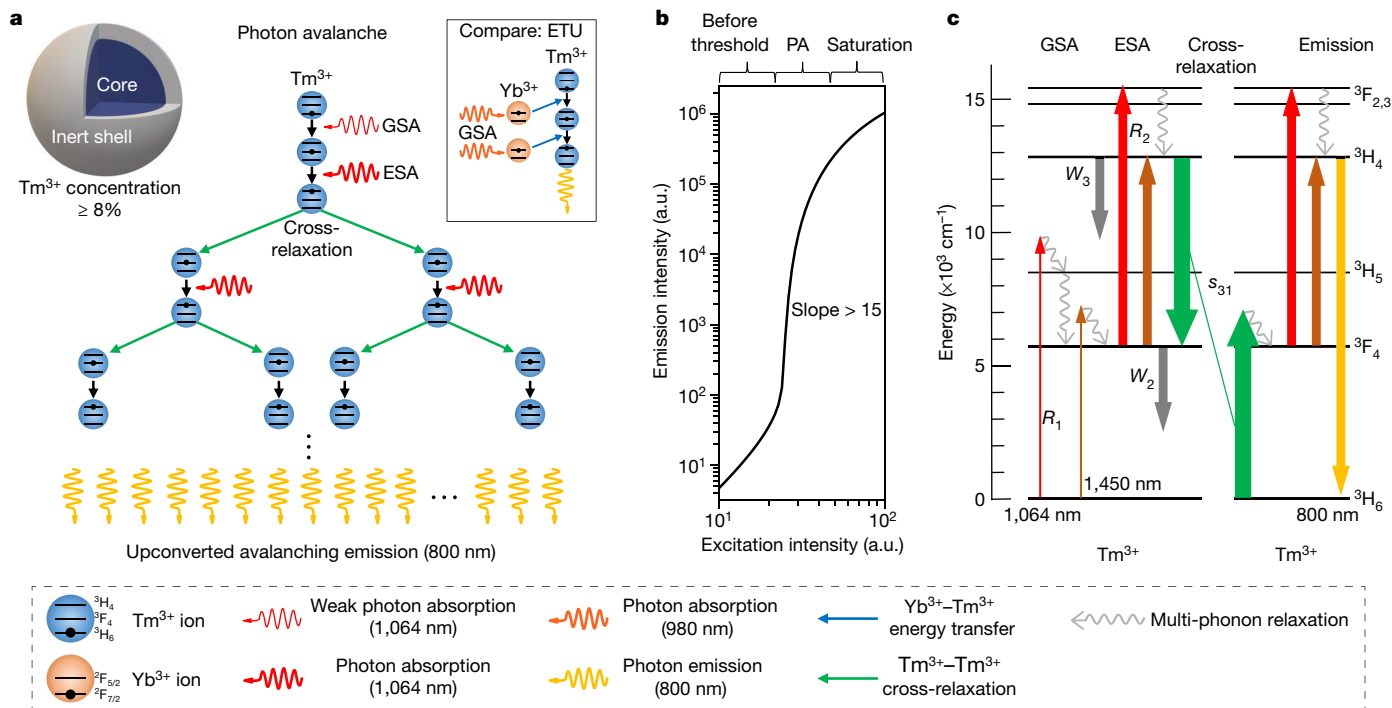 a
Core
Inert shell
Tm³⁺ concentration
≥ 8%
Photon avalanche
Tm³⁺
GSA
ESA
Cross-
relaxation
Compare: ETU
Tm³⁺
Yb³⁺
GSA
Upconverted avalanching emission (800 nm)
b
Before
threshold
PA
Saturation
Emission intensity (a.u.)
10⁶
10⁵
10⁴
10³
10²
10¹
Slope > 15
10¹
10²
Excitation intensity (a.u.)
c
GSA
ESA
Cross-
relaxation
Emission
Energy (×10³ cm⁻¹)
15
10
5
0
R₂
W₃
s₃₁
W₂
R₁
1,450 nm
1,064 nm
800 nm
³F₂,₃
³H₄
³H₅
³F₄
³H₆
Tm³⁺
Tm³⁺
³H₄
³F₄
³H₆
Tm³⁺ ion
Weak photon absorption
(1,064 nm)
Photon absorption
(980 nm)
Yb³⁺–Tm³⁺
energy transfer
Multi-phonon relaxation
²F₅/₂
²F₇/₂
Yb³⁺ ion
Photon absorption
(1,064 nm)
Photon emission
(800 nm)
Tm³⁺–Tm³⁺
cross-relaxation